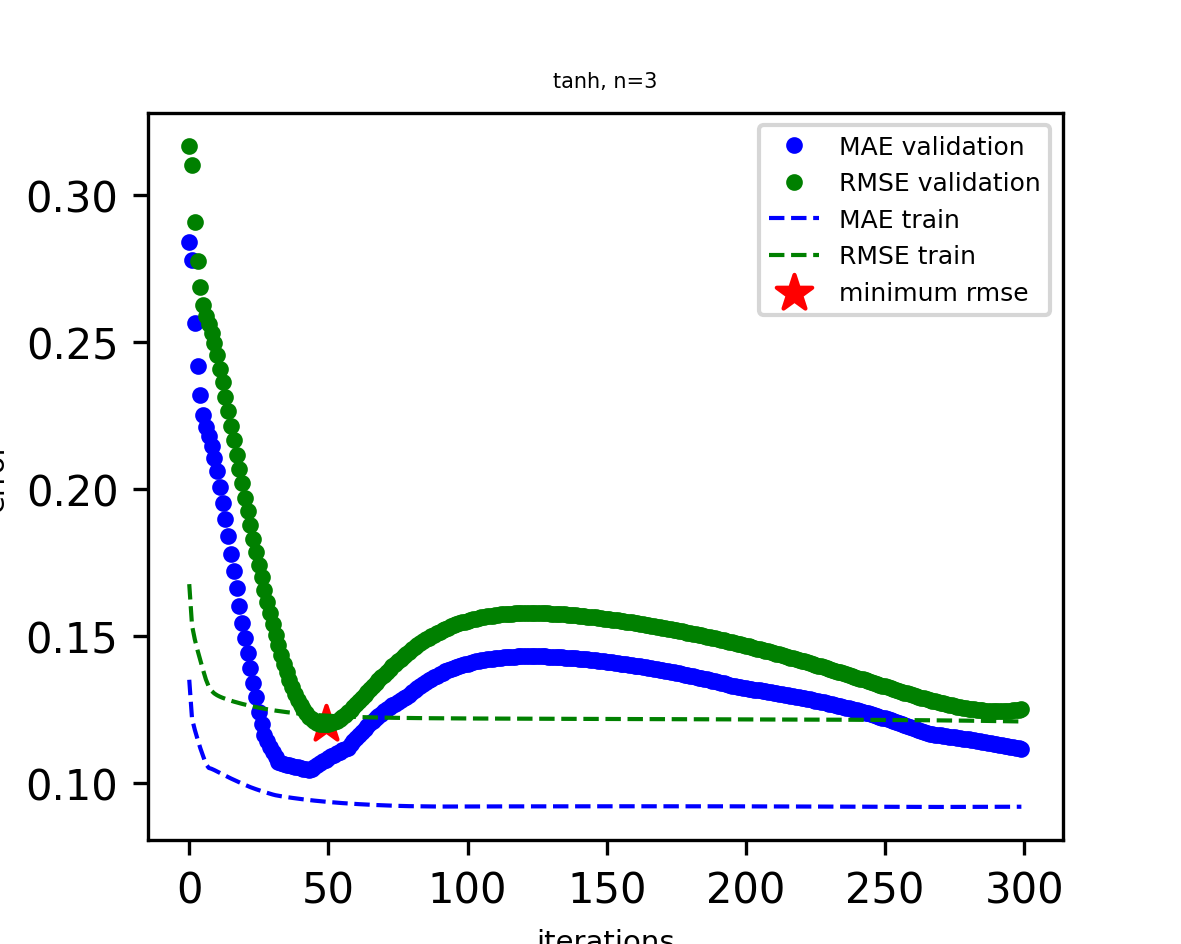 tanh, n=3
MAE validation
RMSE validation
MAE train
RMSE train
minimum rmse
0.30
0.25
0.20
0.15
0.10
0 50 100 150 200 250 300
iterations